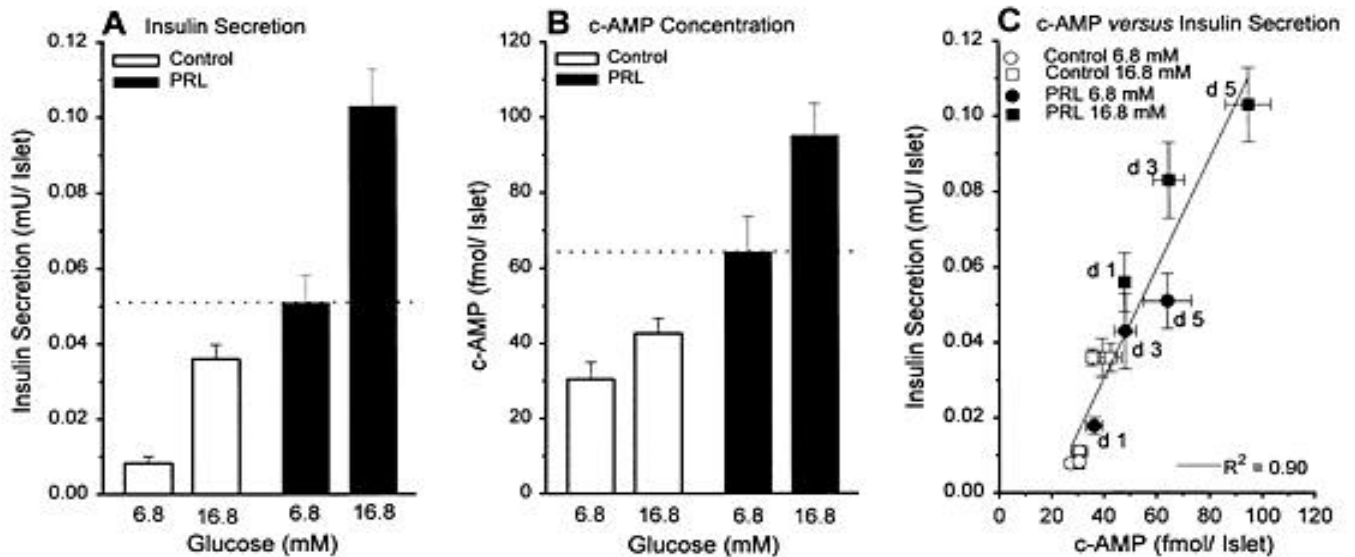 A Insulin Secretion
0.12
0.10
0.08
0.06
0.04
0.02
0.00
Insulin Secretion (mU/ Islet)
Control
PRL
6.8 16.8 6.8 16.8
Glucose (mM)
B c-AMP Concentration
120
100
80
60
40
20
0
c-AMP (fmol/ Islet)
Control
PRL
6.8 16.8 6.8 16.8
Glucose (mM)
C c-AMP versus Insulin Secretion
0.12
0.10
0.08
0.06
0.04
0.02
0.00
Insulin Secretion (mU/ Islet)
Control 6.8 mM
Control 16.8 mM
PRL 6.8 mM
PRL 16.8 mM
d 5
d 3
d 1
d 5
d 3
d 1
R² = 0.90
0 20 40 60 80 100 120
c-AMP (fmol/ Islet)